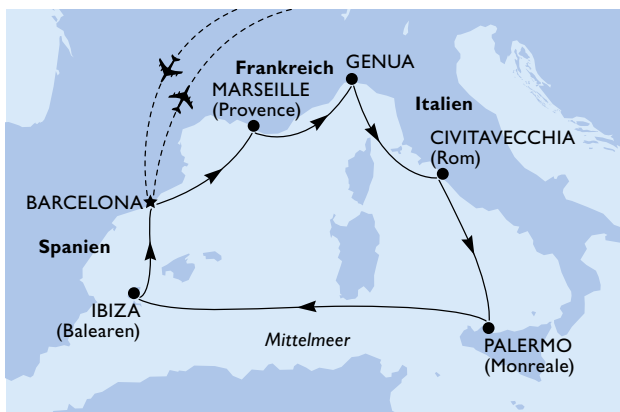 GENUA
Frankreich
MARSEILLE
(Provence)
Italien
CIVITAVECCHIA
(Rom)
BARCELONA
Spanien
IBIZA
(Balearen)
Mittelmeer
PALERMO
(Monreale)